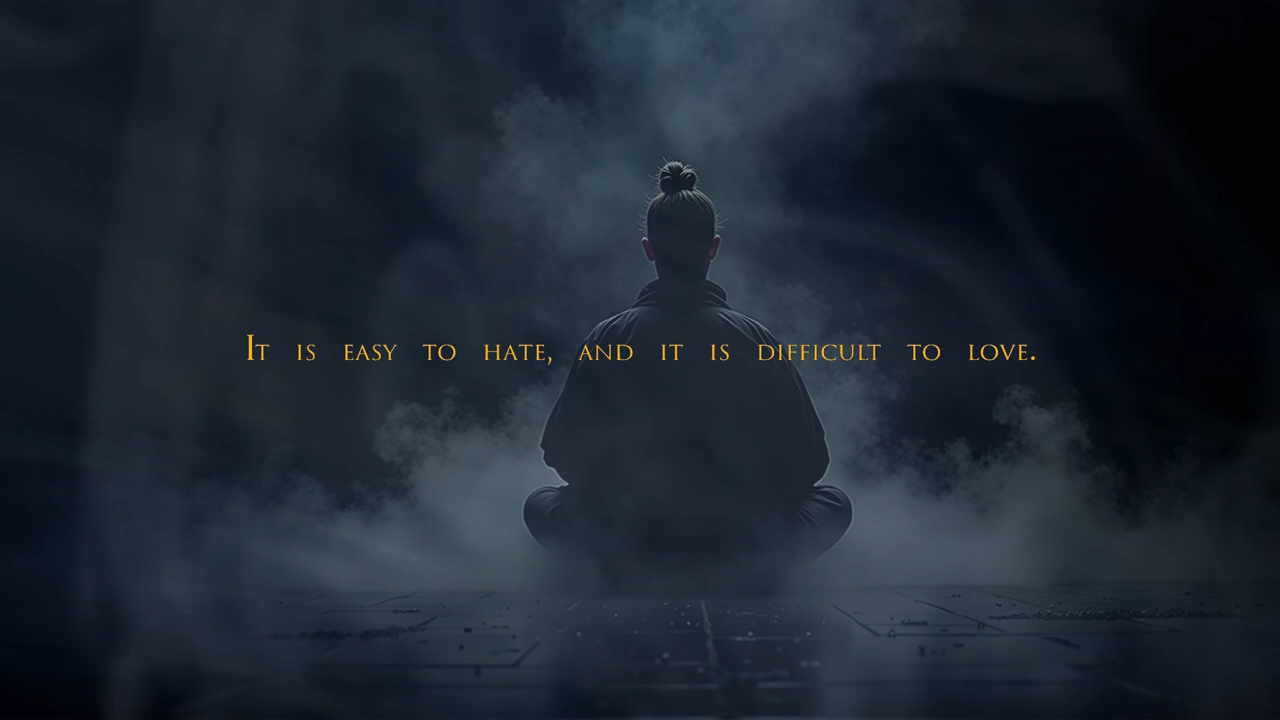 It is easy to hate, and it is difficult to love.